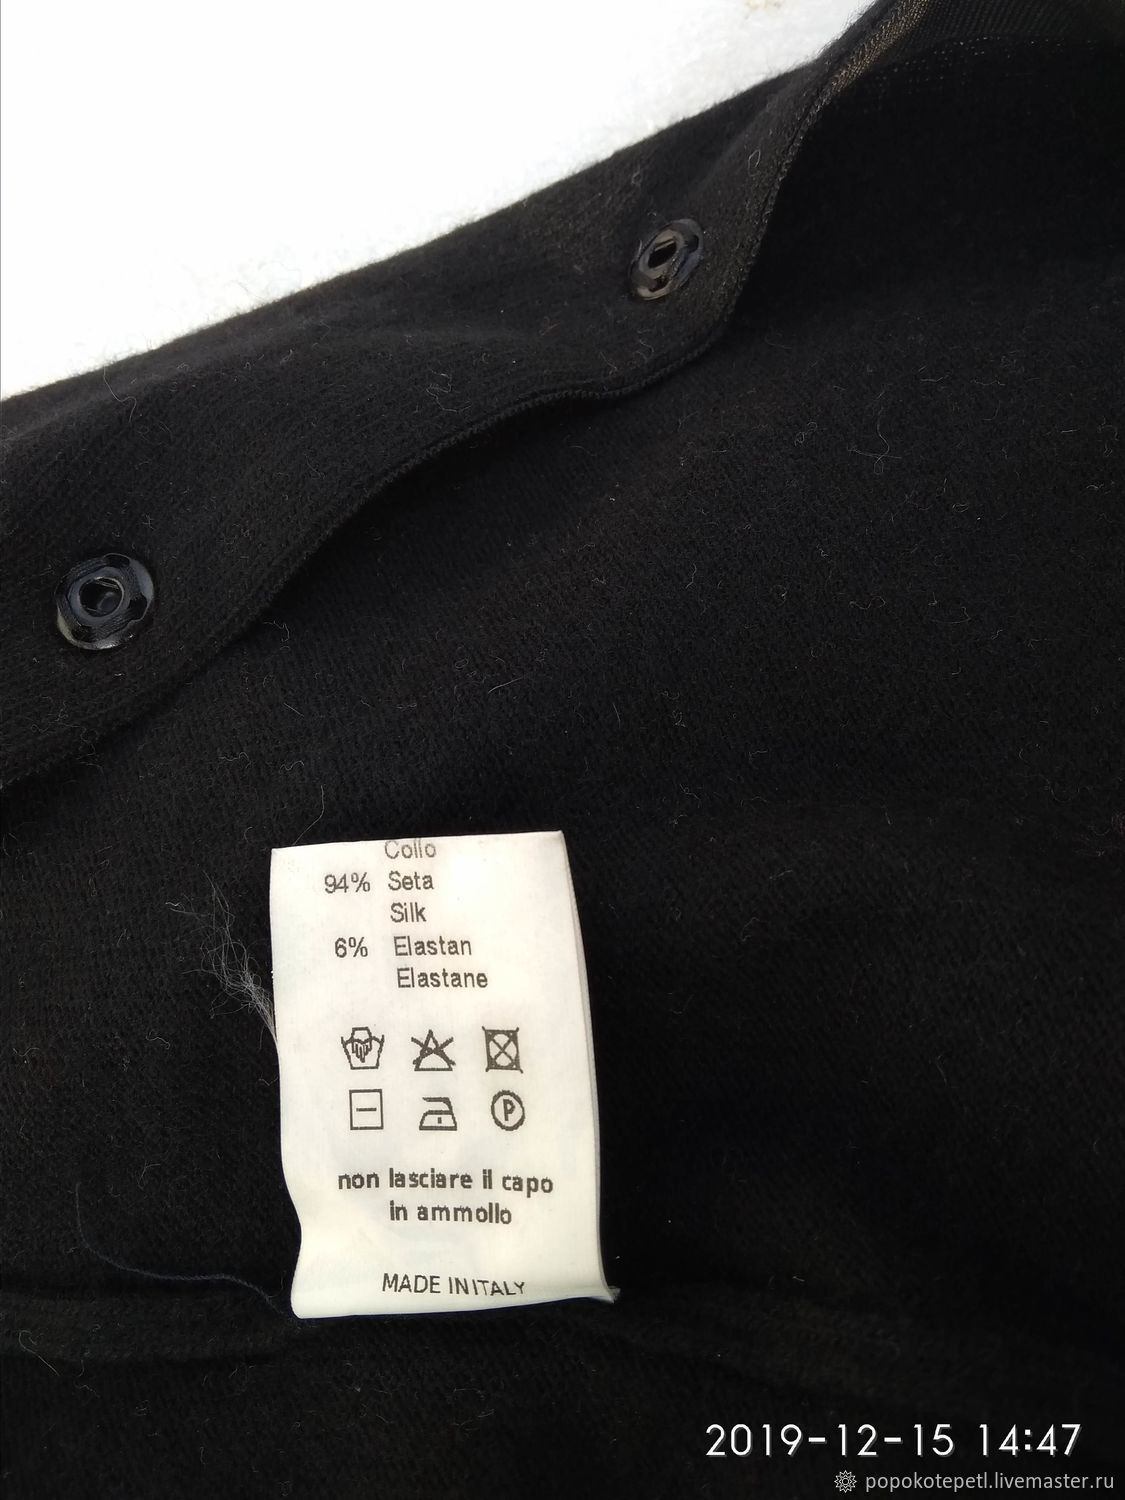 Collo
94% Seta
Silk
6% Elastan
Elastane
P
non lasciare il capo
in ammollo
MADE IN ITALY
2019-12-15 14:47
popokotepetl.livemaster.ru